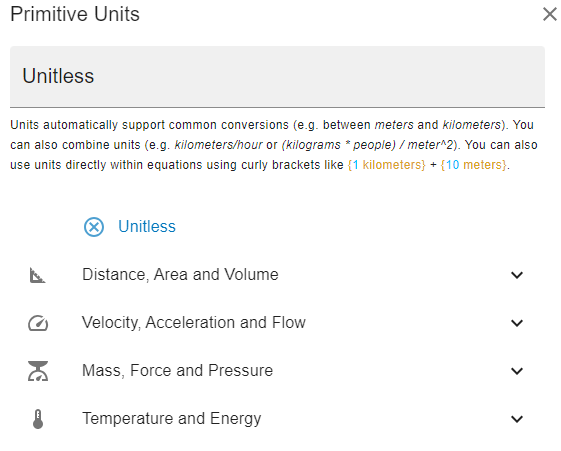 Primitive Units
Unitless
Units automatically support common conversions (e.g. between meters and kilometers). You
can also combine units (e.g. kilometers/hour or (kilograms * people) / meter^2). You can also
use units directly within equations using curly brackets like {1 kilometers} + {10 meters}.
Unitless
Distance, Area and Volume
Velocity, Acceleration and Flow
Mass, Force and Pressure
Temperature and Energy